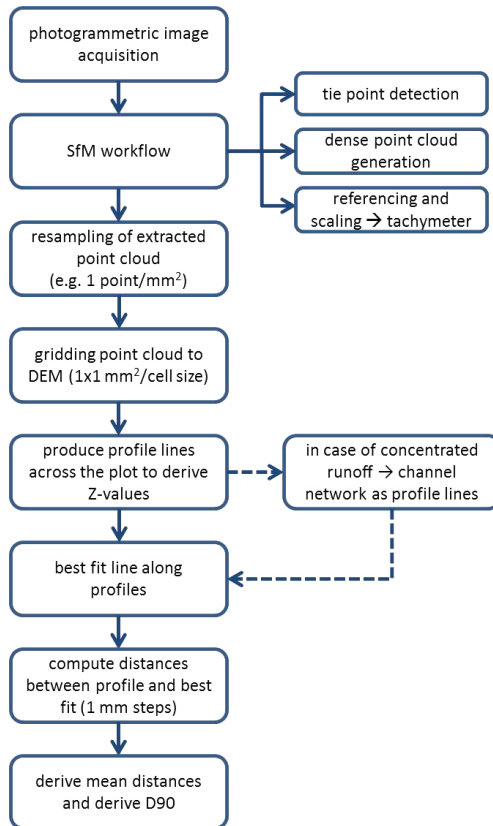 photogrammetric image
acquisition
SfM workflow
tie point detection
dense point cloud
generation
referencing and
scaling → tachymeter
resampling of extracted
point cloud
(e.g. 1 point/mm²)
gridding point cloud to
DEM (1x1 mm²/cell size)
produce profile lines
across the plot to derive
Z-values
in case of concentrated
runoff → channel
network as profile lines
best fit line along
profiles
compute distances
between profile and best
fit (1 mm steps)
derive mean distances
and derive D90